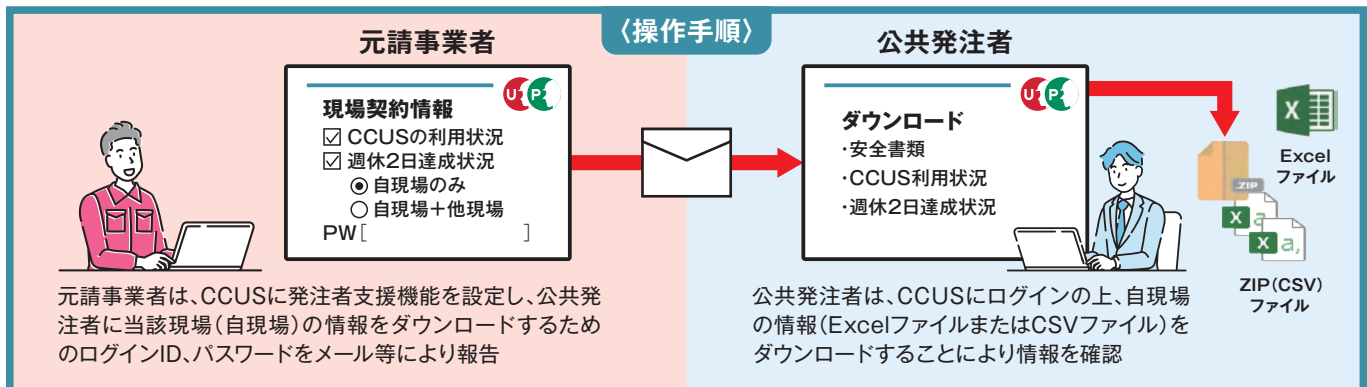 〈操作手順〉
元請事業者
UP
現場契約情報
☑ CCUSの利用状況
☑ 週休2日達成状況
◉ 自現場のみ
○ 自現場+他現場
PW[ ]
元請事業者は、CCUSに発注者支援機能を設定し、公共発
注者に当該現場(自現場)の情報をダウンロードするため
のログインID、パスワードをメール等により報告
公共発注者
UP
ダウンロード
・安全書類
・CCUS利用状況
・週休2日達成状況
公共発注者は、CCUSにログインの上、自現場
の情報(ExcelファイルまたはCSVファイル)を
ダウンロードすることにより情報を確認
X
Excel
ファイル
ZIP
X a,
X a,
ZIP(CSV)
ファイル